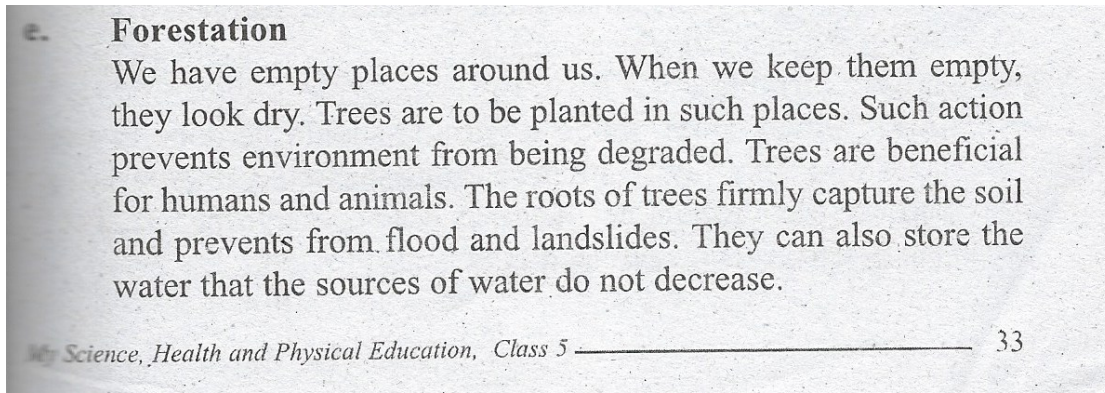 e. Forestation
We have empty places around us. When we keep them empty,
they look dry. Trees are to be planted in such places. Such action
prevents environment from being degraded. Trees are beneficial
for humans and animals. The roots of trees firmly capture the soil
and prevents from flood and landslides. They can also store the
water that the sources of water do not decrease.
My Science, Health and Physical Education, Class 5 33